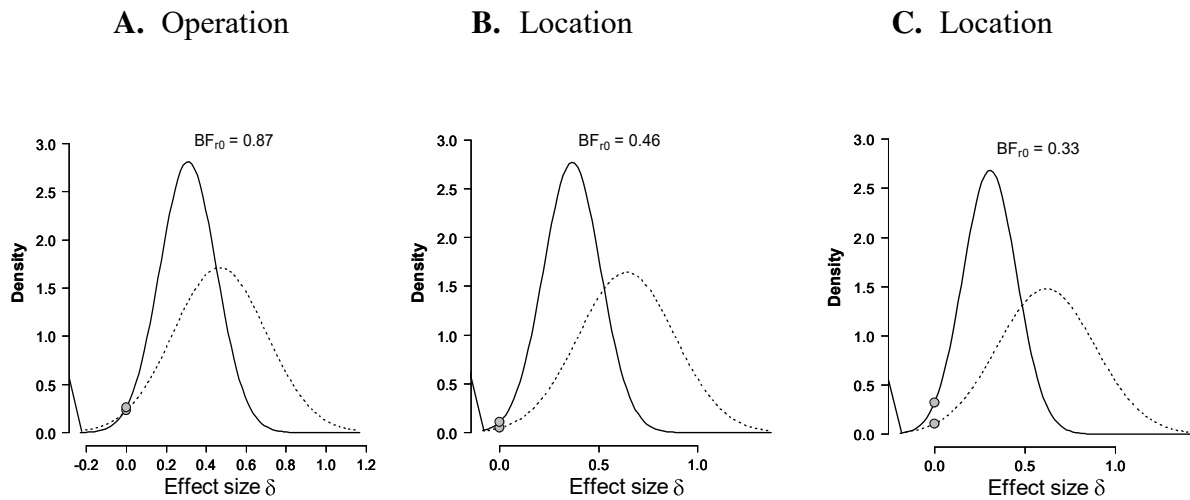 A. Operation
B. Location
C. Location
BFr0 = 0.87
3.0
2.5
2.0
1.5
1.0
0.5
0.0
Density
-0.2 0.0 0.2 0.4 0.6 0.8 1.0 1.2
Effect size δ
BFr0 = 0.46
3.0
2.5
2.0
1.5
1.0
0.5
0.0
Density
0.0 0.5 1.0
Effect size δ
BFr0 = 0.33
3.0
2.5
2.0
1.5
1.0
0.5
0.0
Density
0.0 0.5 1.0
Effect size δ